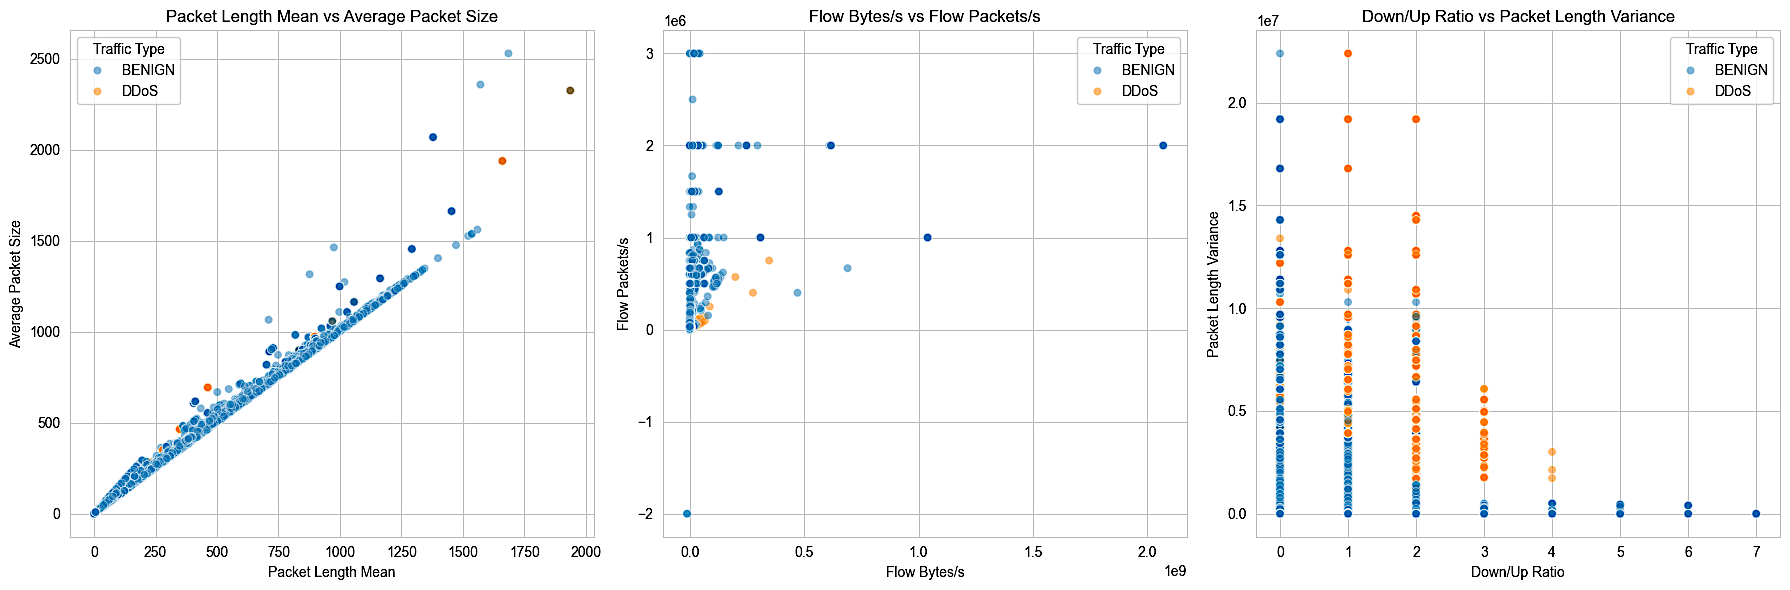 Packet Length Mean vs Average Packet Size
Traffic Type
BENIGN
DDoS
2500
2000
1500
1000
500
0
Average Packet Size
0
250
500
750
1000
1250
1500
1750
2000
Packet Length Mean
Flow Bytes/s vs Flow Packets/s
1e6
Traffic Type
BENIGN
DDoS
3
2
1
0
−1
−2
Flow Packets/s
0.0
0.5
1.0
1.5
2.0
1e9
Flow Bytes/s
Down/Up Ratio vs Packet Length Variance
1e7
Traffic Type
BENIGN
DDoS
2.0
1.5
1.0
0.5
0.0
Packet Length Variance
0
1
2
3
4
5
6
7
Down/Up Ratio